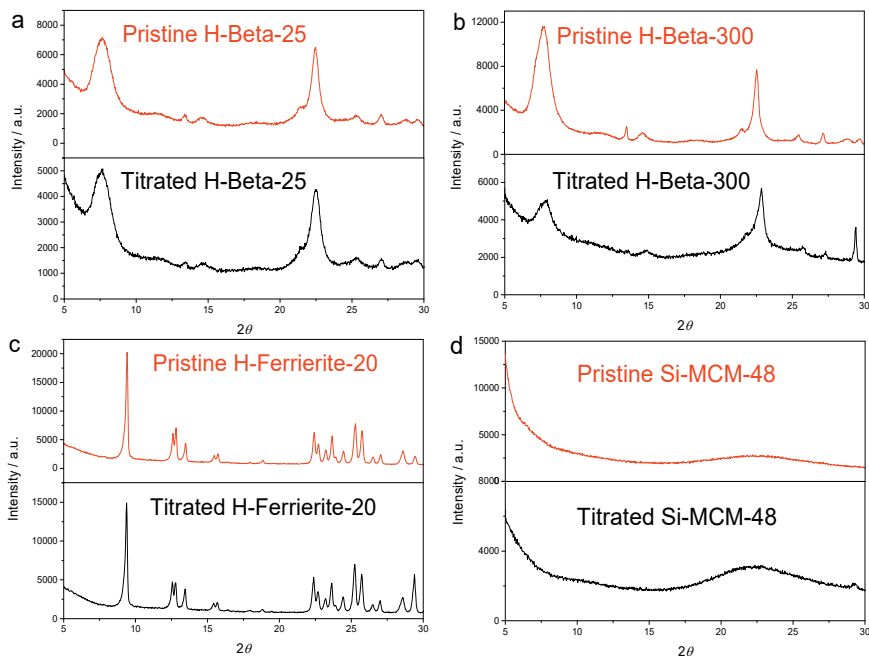 a
Pristine H-Beta-25
Titrated H-Beta-25
Intensity / a.u.
8000
6000
4000
2000
0
5000
4000
3000
2000
1000
0
5 10 15 20 25 30
2θ
b
Pristine H-Beta-300
Titrated H-Beta-300
Intensity / a.u.
12000
8000
4000
0
6000
4000
2000
0
5 10 15 20 25 30
2θ
c
Pristine H-Ferrierite-20
Titrated H-Ferrierite-20
Intensity / a.u.
20000
15000
10000
5000
0
15000
10000
5000
0
5 10 15 20 25 30
2θ
d
Pristine Si-MCM-48
Titrated Si-MCM-48
Intensity / a.u.
15000
10000
5000
0
8000
4000
0
5 10 15 20 25 30
2θ